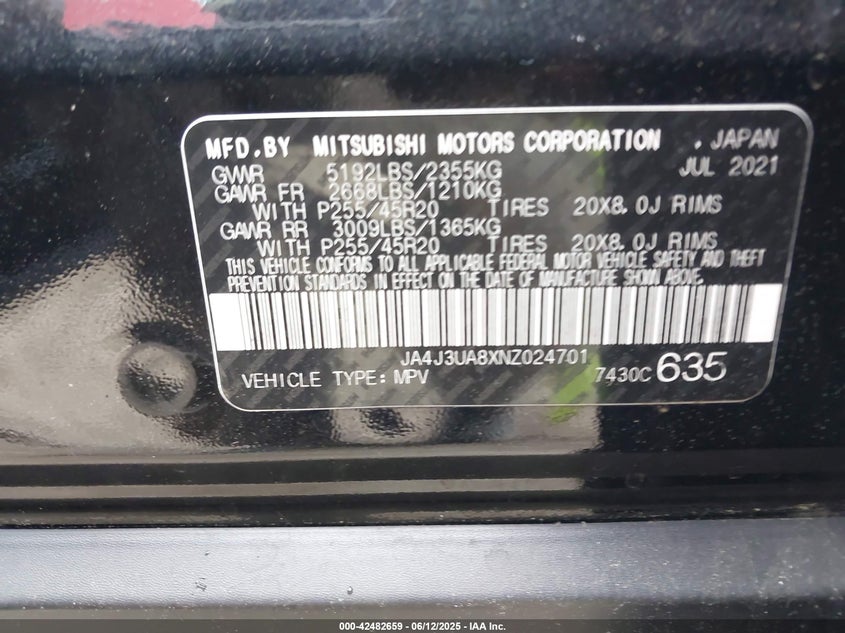 MFD.BY MITSUBISHI MOTORS CORPORATION , JAPAN
GVWR 5192LBS/2355KG JUL 2021
GAWR FR 2668LBS/1210KG
WITH P255/45R20 TIRES 20X8.0J RIMS
GAWR RR 3009LBS/1365KG
WITH P255/45R20 TIRES 20X8.0J RIMS
THIS VEHICLE CONFORMS TO ALL APPLICABLE FEDERAL MOTOR VEHICLE SAFETY AND THEFT
PREVENTION STANDARDS IN EFFECT ON THE DATE OF MANUFACTURE SHOWN ABOVE.
JA4J3UA8XNZ024701
VEHICLE TYPE: MPV 7430C 635
000-42482659 - 06/12/2025 - IAA Inc.